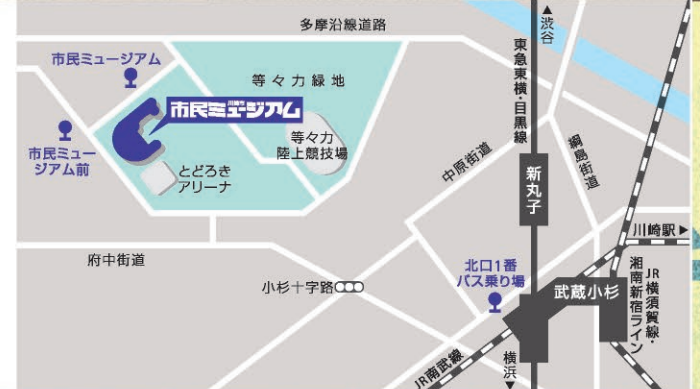 多摩沿線道路
▲渋谷
市民ミュージアム
等々力緑地
東急東横・目黒線
川崎市
市民ミュージアム
等々力
陸上競技場
市民ミュー
ジアム前
とどろき
アリーナ
中原街道
綱島街道
新丸子
川崎駅▶
府中街道
北口1番
バス乗り場
小杉十字路
武蔵小杉
JR横須賀線・
湘南新宿ライン
JR南武線
横浜▼